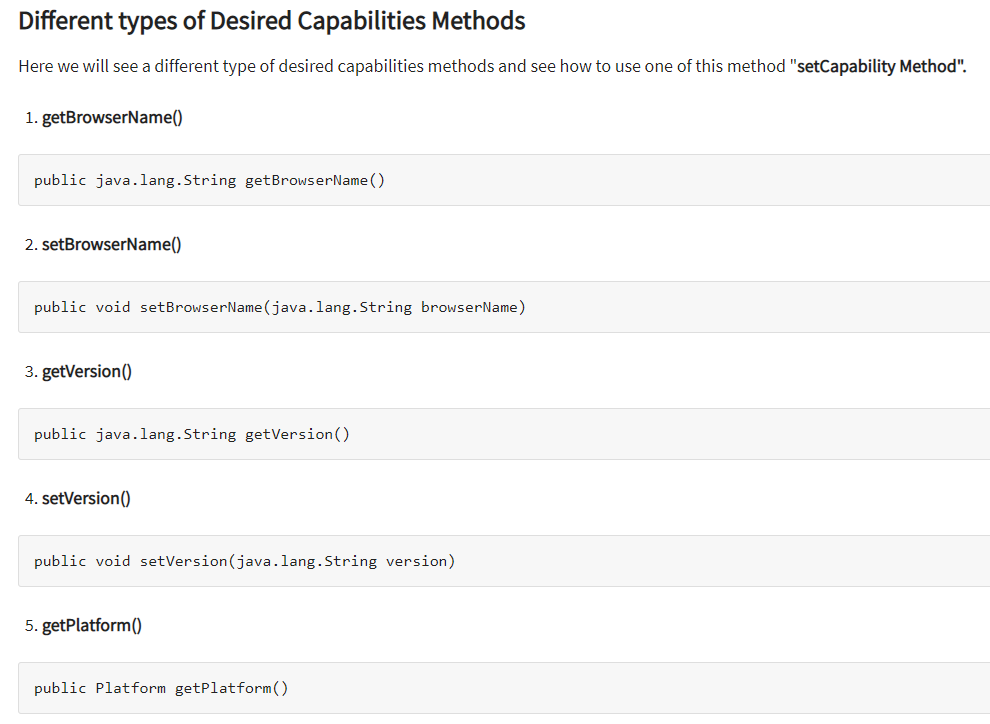 Different types of Desired Capabilities Methods
Here we will see a different type of desired capabilities methods and see how to use one of this method "setCapability Method".
1. getBrowserName()
public java.lang.String getBrowserName()
2. setBrowserName()
public void setBrowserName(java.lang.String browserName)
3. getVersion()
public java.lang.String getVersion()
4. setVersion()
public void setVersion(java.lang.String version)
5. getPlatform()
public Platform getPlatform()